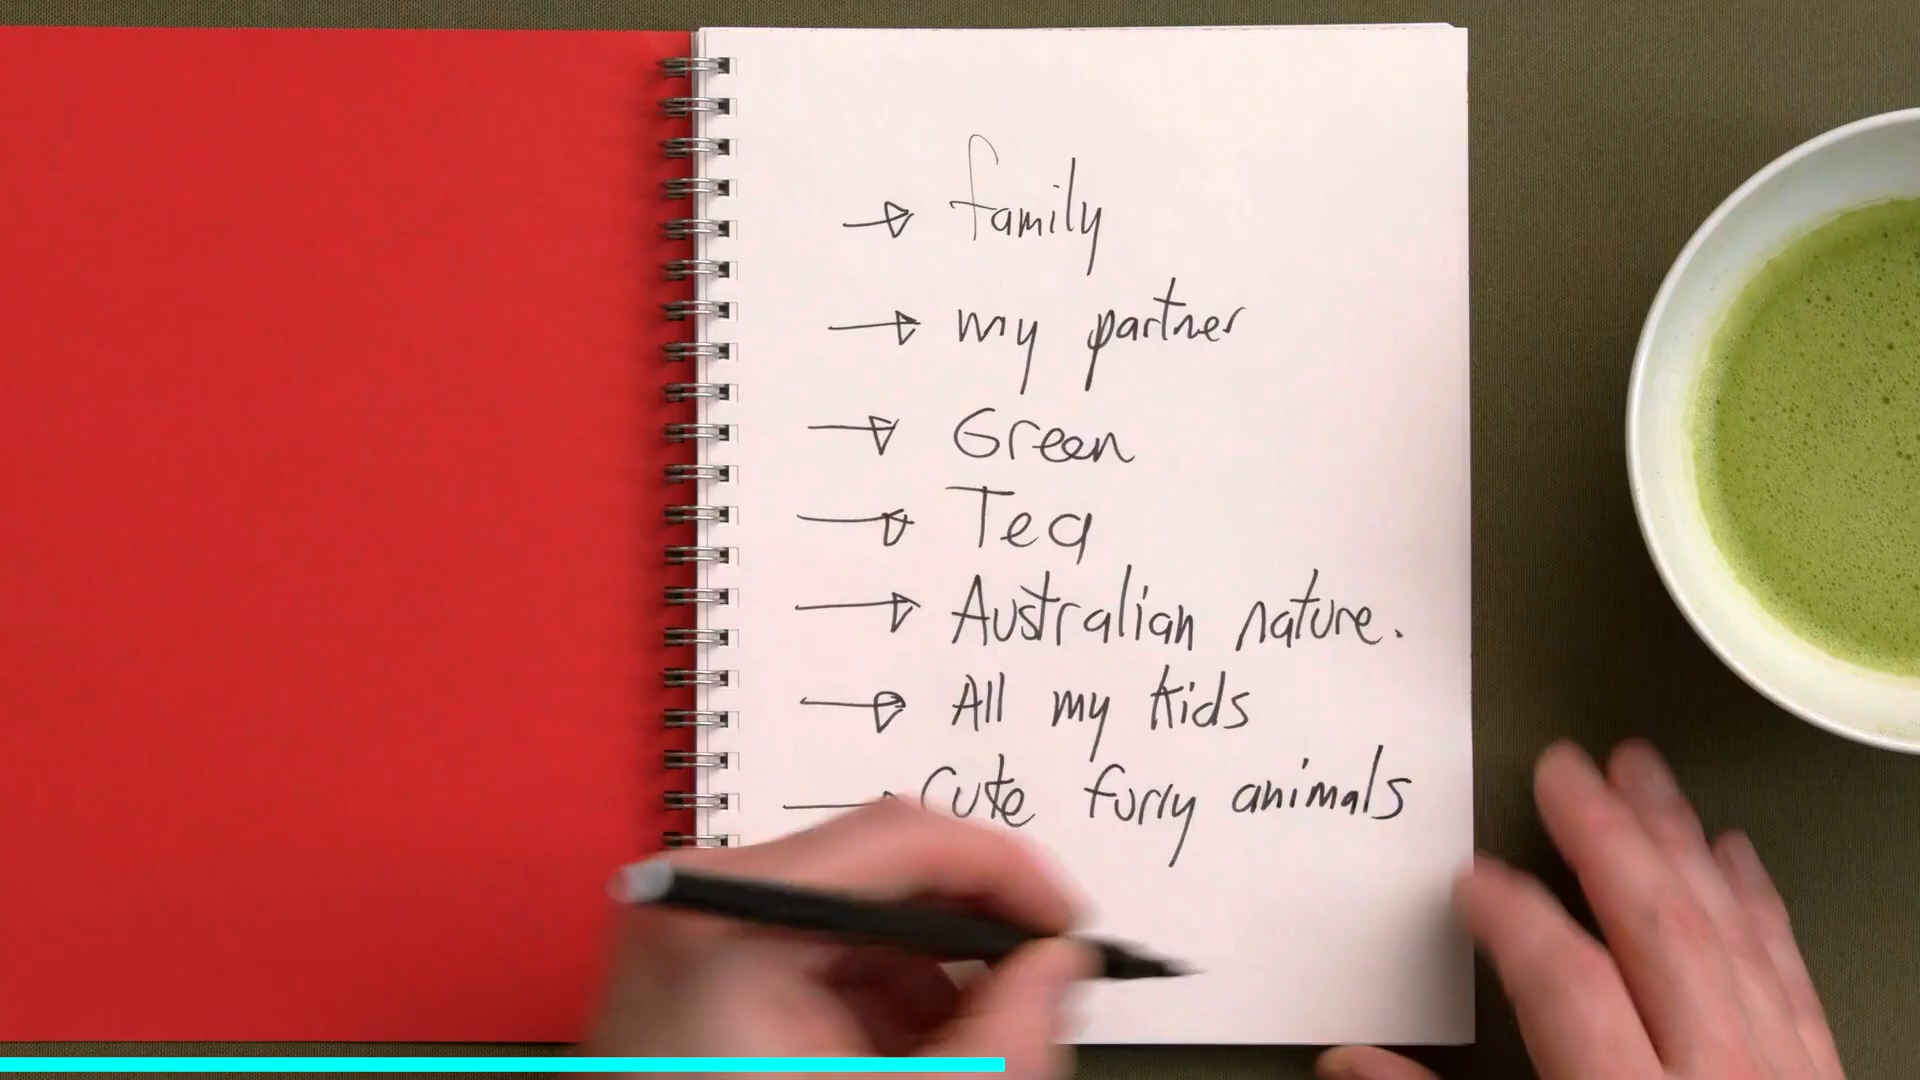 → family
→ my partner
→ Green
→ Tea
→ Australian nature.
→ All my kids
→ Cute furry animals